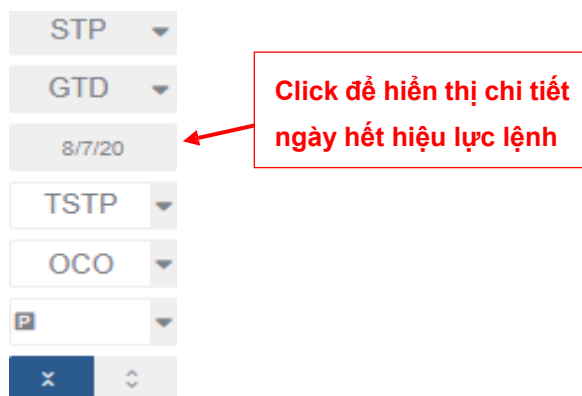 STP
GTD
8/7/20
TSTP
OCO
P
Click để hiển thị chi tiết
ngày hết hiệu lực lệnh